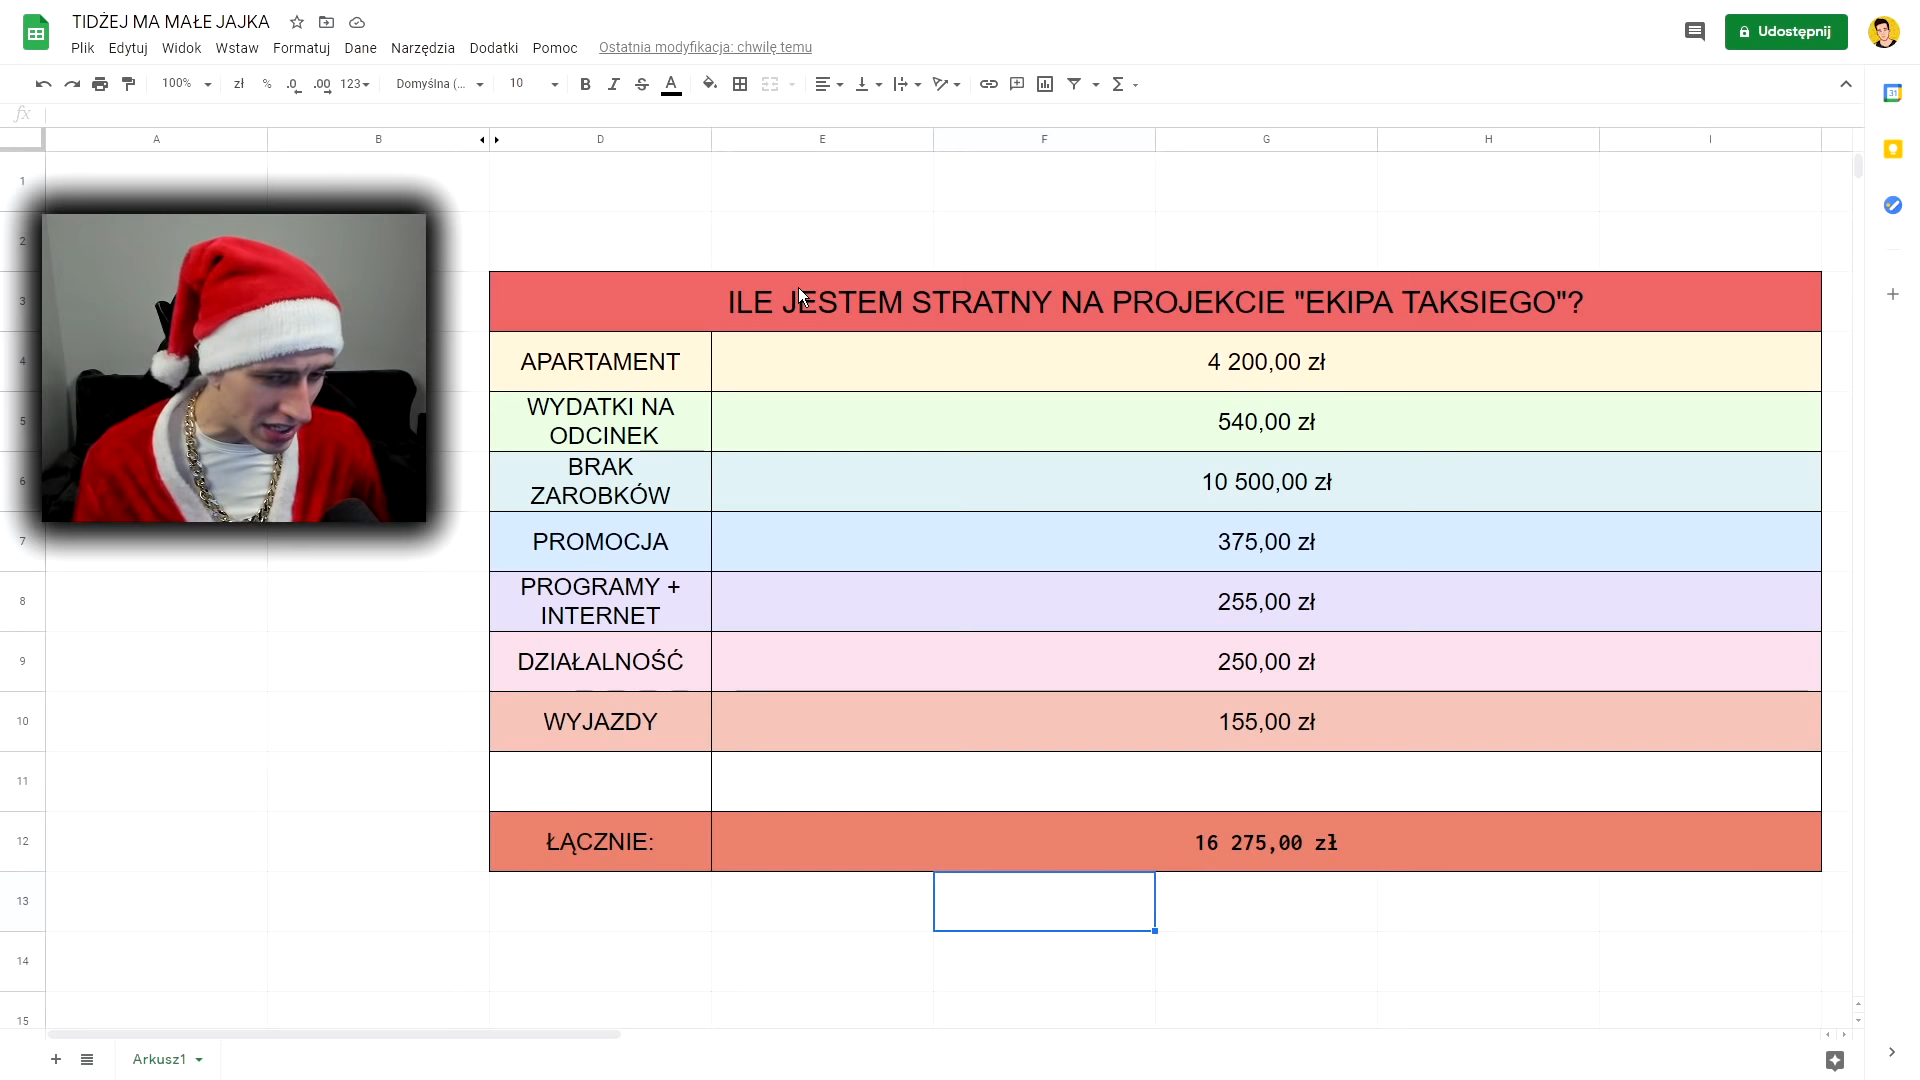 TIDŻEJ MA MAŁE JAJKA
Plik Edytuj Widok Wstaw Formatuj Dane Narzędzia Dodatki Pomoc Ostatnia modyfikacja: chwilę temu
Udostępnij
100% zł % .0 .00 123 Domyślna (... 10 B I S A Σ
fx
A B D E F G H I
1
2
3 ILE JESTEM STRATNY NA PROJEKCIE "EKIPA TAKSIEGO"?
4 APARTAMENT 4 200,00 zł
5 WYDATKI NA ODCINEK 540,00 zł
6 BRAK ZAROBKÓW 10 500,00 zł
7 PROMOCJA 375,00 zł
8 PROGRAMY + INTERNET 255,00 zł
9 DZIAŁALNOŚĆ 250,00 zł
10 WYJAZDY 155,00 zł
11
12 ŁĄCZNIE: 16 275,00 zł
13
14
15
Arkusz1
31